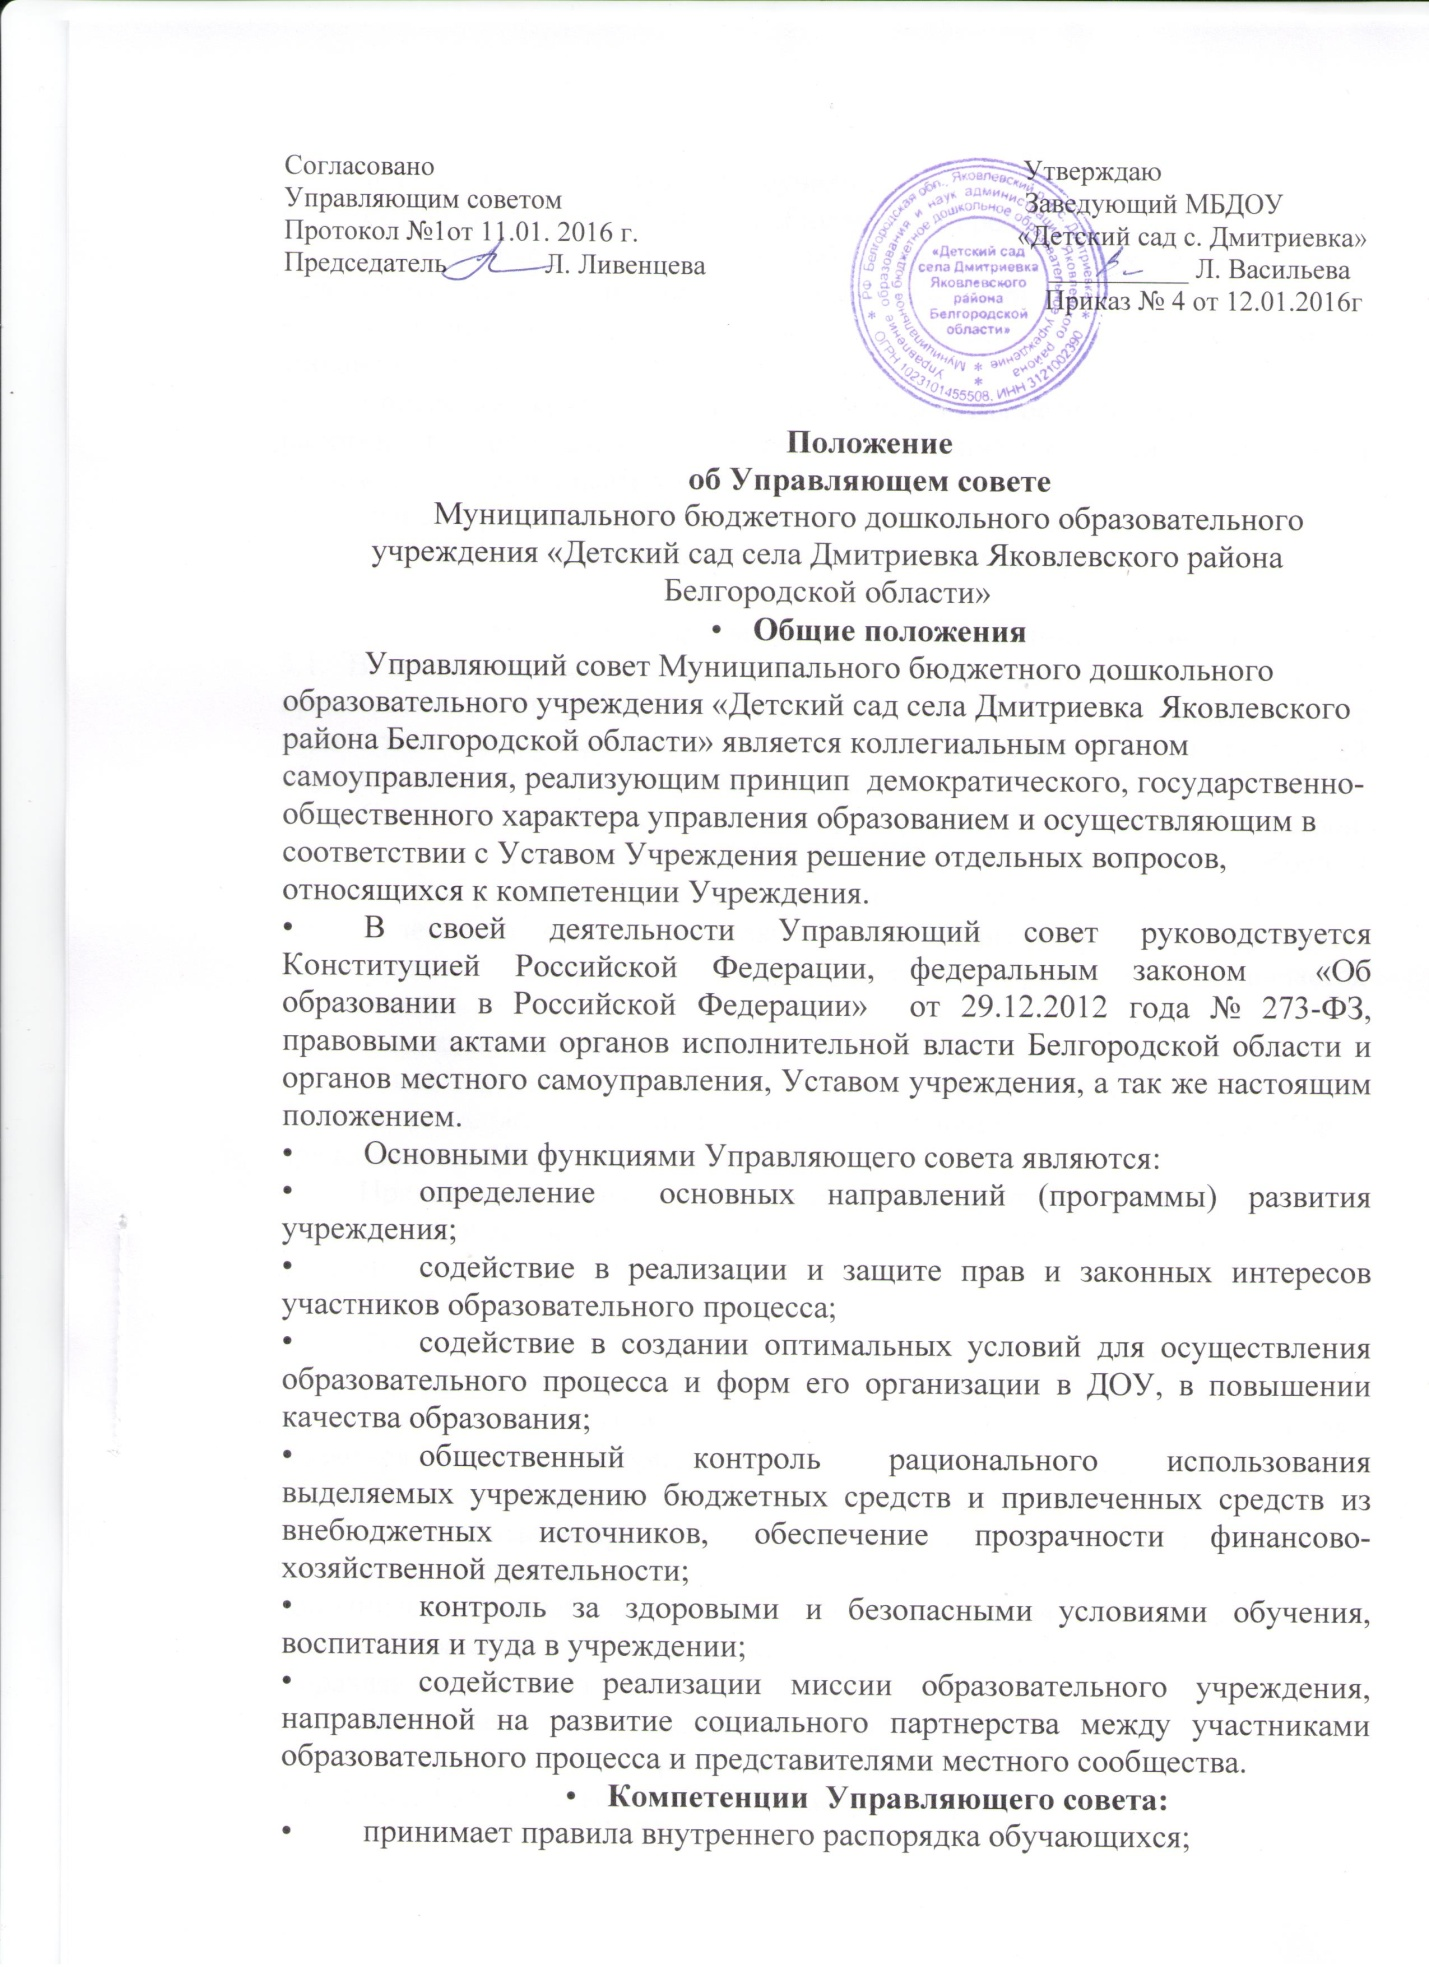 Согласовано
Управляющим советом
Протокол №1от 11.01. 2016 г.
Председатель Л. Ливенцева
Утверждаю
Заведующий МБДОУ
«Детский сад с. Дмитриевка»
__________ Л. Васильева
Приказ № 4 от 12.01.2016г
«Детский сад
села Дмитриевка
Яковлевского
района
Белгородской
области»
ОГРН 1023101455508. ИНН 3121002390
Положение
об Управляющем совете
Муниципального бюджетного дошкольного образовательного
учреждения «Детский сад села Дмитриевка Яковлевского района
Белгородской области»
• Общие положения
Управляющий совет Муниципального бюджетного дошкольного
образовательного учреждения «Детский сад села Дмитриевка Яковлевского
района Белгородской области» является коллегиальным органом
самоуправления, реализующим принцип демократического, государственно-
общественного характера управления образованием и осуществляющим в
соответствии с Уставом Учреждения решение отдельных вопросов,
относящихся к компетенции Учреждения.
• В своей деятельности Управляющий совет руководствуется
Конституцией Российской Федерации, федеральным законом «Об
образовании в Российской Федерации» от 29.12.2012 года № 273-ФЗ,
правовыми актами органов исполнительной власти Белгородской области и
органов местного самоуправления, Уставом учреждения, а так же настоящим
положением.
• Основными функциями Управляющего совета являются:
• определение основных направлений (программы) развития
учреждения;
• содействие в реализации и защите прав и законных интересов
участников образовательного процесса;
• содействие в создании оптимальных условий для осуществления
образовательного процесса и форм его организации в ДОУ, в повышении
качества образования;
• общественный контроль рационального использования
выделяемых учреждению бюджетных средств и привлеченных средств из
внебюджетных источников, обеспечение прозрачности финансово-
хозяйственной деятельности;
• контроль за здоровыми и безопасными условиями обучения,
воспитания и туда в учреждении;
• содействие реализации миссии образовательного учреждения,
направленной на развитие социального партнерства между участниками
образовательного процесса и представителями местного сообщества.
• Компетенции Управляющего совета:
• принимает правила внутреннего распорядка обучающихся;